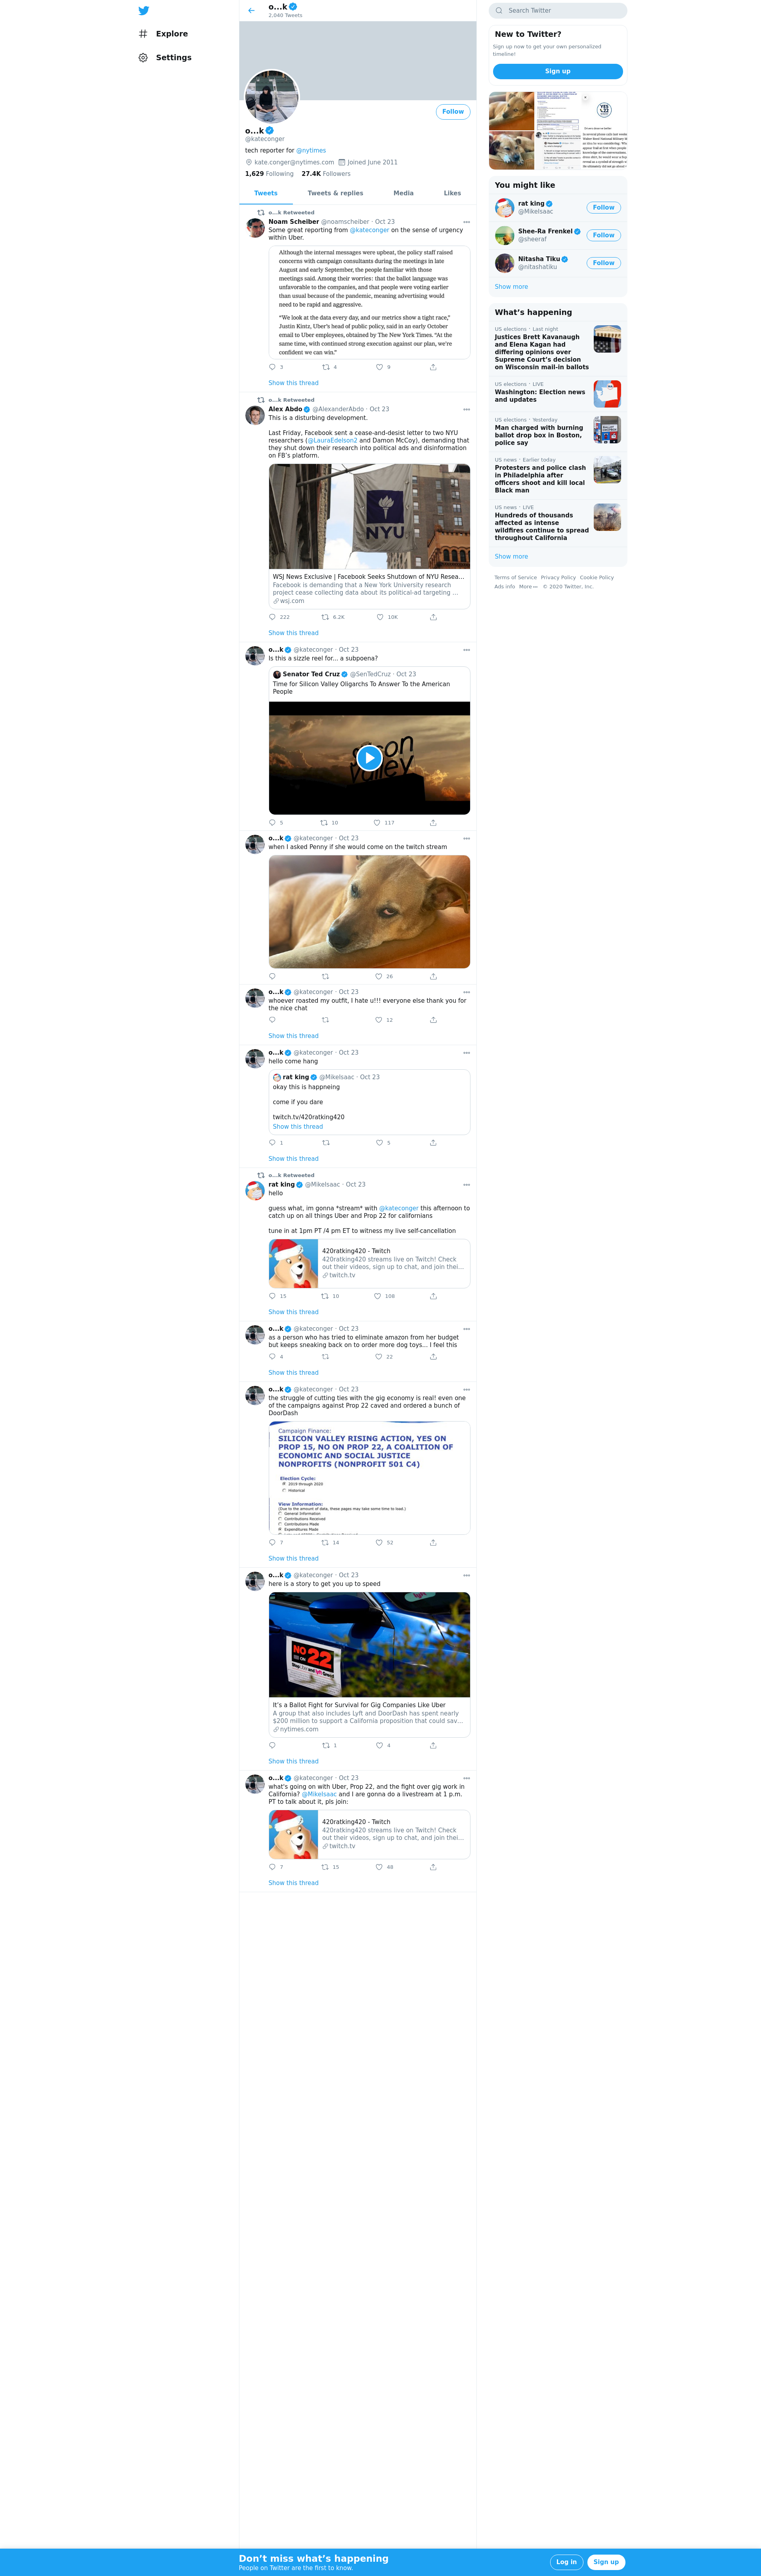 Explore
Settings
o...k
2,040 Tweets
Follow
o...k
@kateconger
tech reporter for @nytimes
kate.conger@nytimes.com Joined June 2011
1,629 Following 27.4K Followers
Tweets Tweets & replies Media Likes
o...k Retweeted
Noam Scheiber @noamscheiber · Oct 23
Some great reporting from @kateconger on the sense of urgency
within Uber.
Although the internal messages were upbeat, the policy staff raised
concerns with campaign consultants during the meetings in late
August and early September, the people familiar with those
meetings said. Among their worries: that the ballot language was
unfavorable to the companies, and that people were voting earlier
than usual because of the pandemic, meaning advertising would
need to be rapid and aggressive.
“We look at the data every day, and our metrics show a tight race,”
Justin Kintz, Uber’s head of public policy, said in an early October
email to Uber employees, obtained by The New York Times. “At the
same time, with continued strong execution against our plan, we’re
confident we can win.”
3 4 9
Show this thread
o...k Retweeted
Alex Abdo @AlexanderAbdo · Oct 23
This is a disturbing development.
Last Friday, Facebook sent a cease-and-desist letter to two NYU
researchers (@LauraEdelson2 and Damon McCoy), demanding that
they shut down their research into political ads and disinformation
on FB’s platform.
NYU
WSJ News Exclusive | Facebook Seeks Shutdown of NYU Resea...
Facebook is demanding that a New York University research
project cease collecting data about its political-ad targeting ...
wsj.com
222 6.2K 10K
Show this thread
o...k @kateconger · Oct 23
Is this a sizzle reel for... a subpoena?
Senator Ted Cruz @SenTedCruz · Oct 23
Time for Silicon Valley Oligarchs To Answer To The American
People
5 10 117
o...k @kateconger · Oct 23
when I asked Penny if she would come on the twitch stream
26
o...k @kateconger · Oct 23
whoever roasted my outfit, I hate u!!! everyone else thank you for
the nice chat
12
Show this thread
o...k @kateconger · Oct 23
hello come hang
rat king @MikeIsaac · Oct 23
okay this is happneing
come if you dare
twitch.tv/420ratking420
Show this thread
1 5
Show this thread
o...k Retweeted
rat king @MikeIsaac · Oct 23
hello
guess what, im gonna *stream* with @kateconger this afternoon to
catch up on all things Uber and Prop 22 for californians
tune in at 1pm PT /4 pm ET to witness my live self-cancellation
420ratking420 - Twitch
420ratking420 streams live on Twitch! Check
out their videos, sign up to chat, and join thei...
twitch.tv
15 10 108
Show this thread
o...k @kateconger · Oct 23
as a person who has tried to eliminate amazon from her budget
but keeps sneaking back on to order more dog toys... I feel this
4 22
Show this thread
o...k @kateconger · Oct 23
the struggle of cutting ties with the gig economy is real! even one
of the campaigns against Prop 22 caved and ordered a bunch of
DoorDash
Campaign Finance:
SILICON VALLEY RISING ACTION, YES ON
PROP 15, NO ON PROP 22, A COALITION OF
ECONOMIC AND SOCIAL JUSTICE
NONPROFITS (NONPROFIT 501 C4)
Election Cycle:
2019 through 2020
Historical
View Information:
(Due to the amount of data, these pages may take some time to load.)
General Information
Contributions Received
Contributions Made
Expenditures Made
7 14 52
Show this thread
o...k @kateconger · Oct 23
here is a story to get you up to speed
NO
ON
22
It’s a Ballot Fight for Survival for Gig Companies Like Uber
A group that also includes Lyft and DoorDash has spent nearly
$200 million to support a California proposition that could sav...
nytimes.com
1 4
Show this thread
o...k @kateconger · Oct 23
what’s going on with Uber, Prop 22, and the fight over gig work in
California? @MikeIsaac and I are gonna do a livestream at 1 p.m.
PT to talk about it, pls join:
420ratking420 - Twitch
420ratking420 streams live on Twitch! Check
out their videos, sign up to chat, and join thei...
twitch.tv
7 15 48
Show this thread
Search Twitter
New to Twitter?
Sign up now to get your own personalized
timeline!
Sign up
You might like
rat king
@MikeIsaac
Follow
Shee-Ra Frenkel
@sheeraf
Follow
Nitasha Tiku
@nitashatiku
Follow
Show more
What’s happening
US elections · Last night
Justices Brett Kavanaugh
and Elena Kagan had
differing opinions over
Supreme Court’s decision
on Wisconsin mail-in ballots
US elections · LIVE
Washington: Election news
and updates
US elections · Yesterday
Man charged with burning
ballot drop box in Boston,
police say
US news · Earlier today
Protesters and police clash
in Philadelphia after
officers shoot and kill local
Black man
US news · LIVE
Hundreds of thousands
affected as intense
wildfires continue to spread
throughout California
Show more
Terms of Service Privacy Policy Cookie Policy
Ads info More © 2020 Twitter, Inc.
Don’t miss what’s happening
People on Twitter are the first to know.
Log in
Sign up